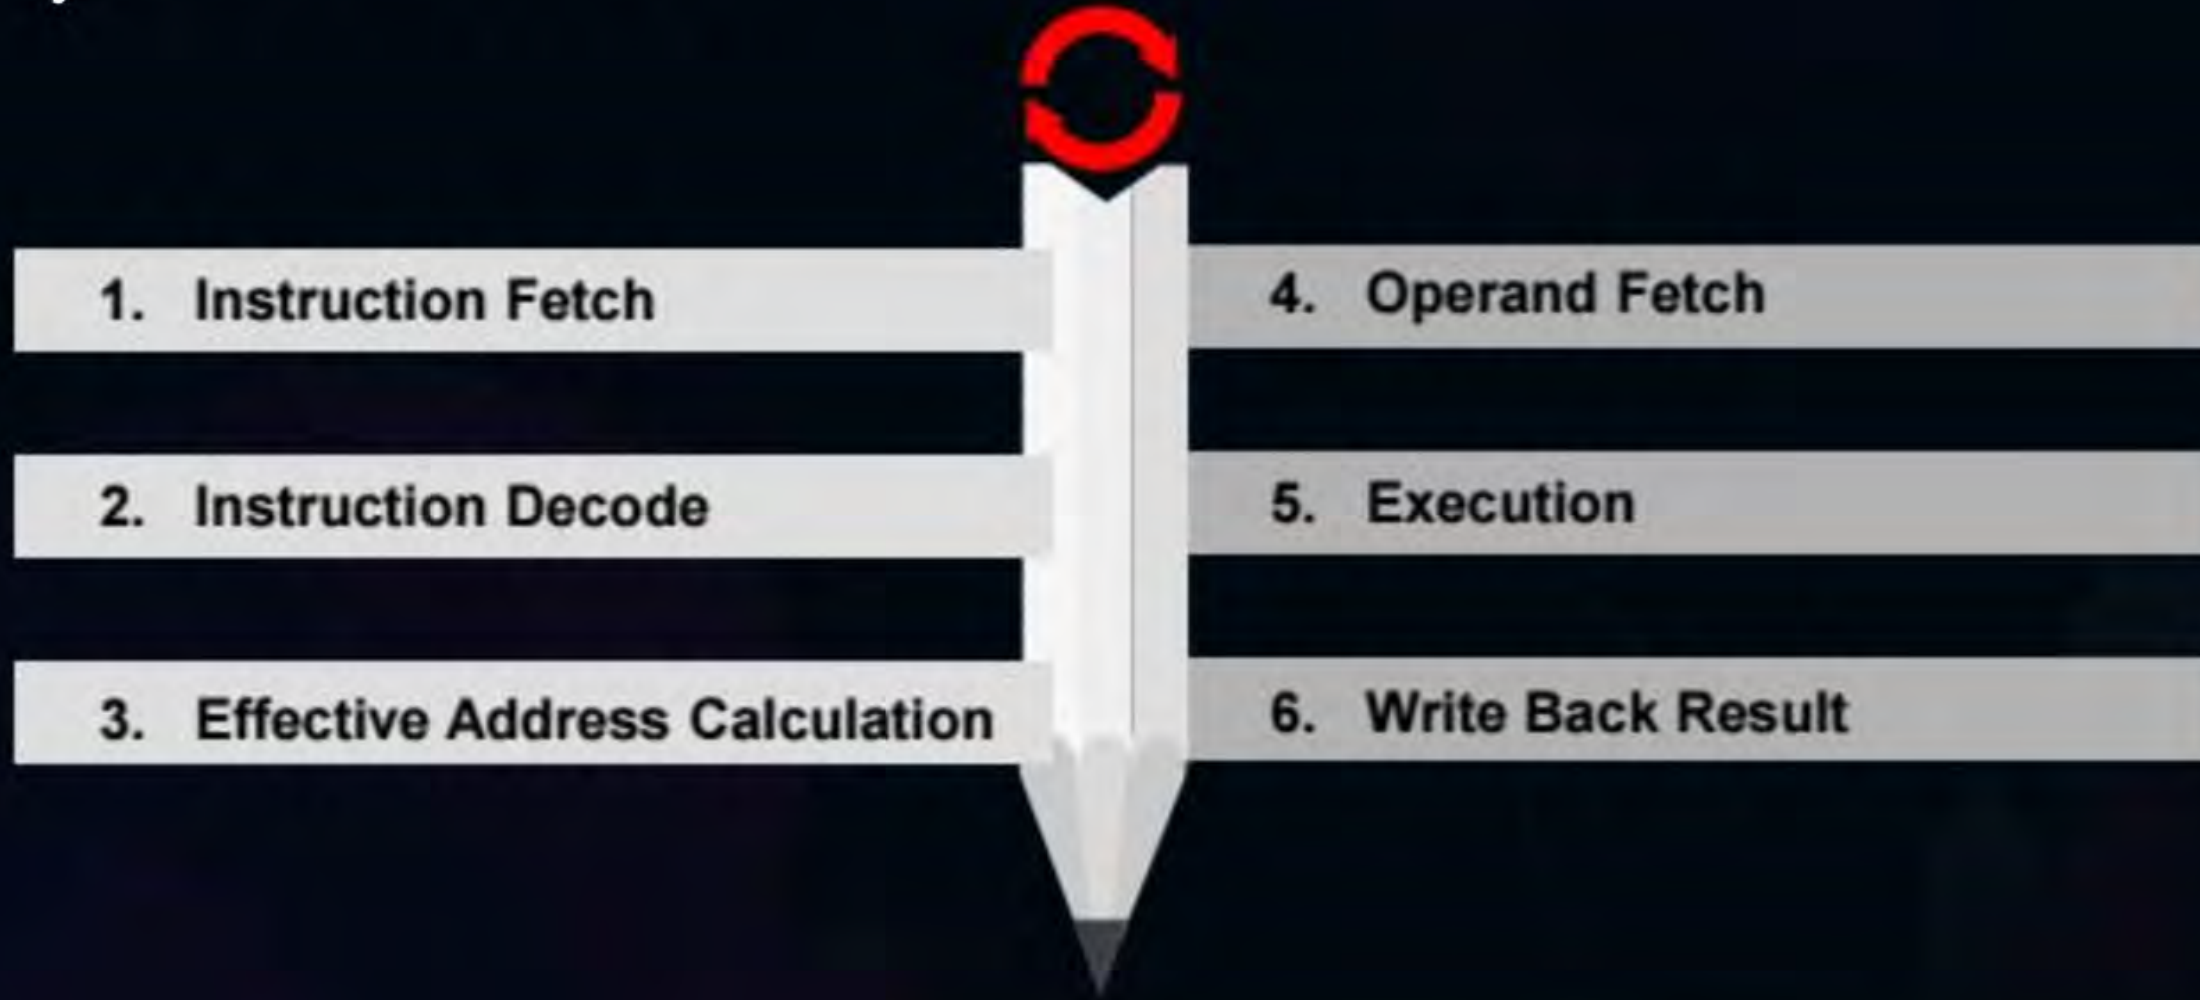 1. Instruction Fetch
2. Instruction Decode
3. Effective Address Calculation
4. Operand Fetch
5. Execution
6. Write Back Result